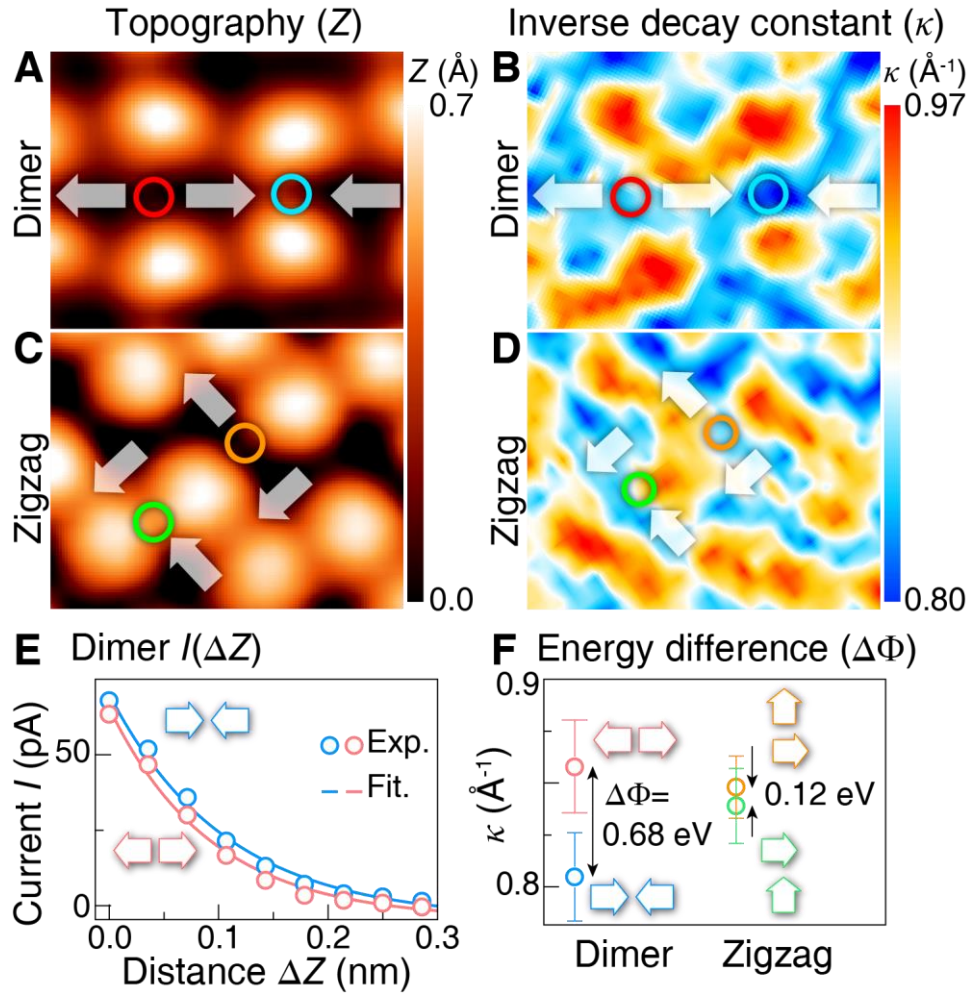 Topography (Z)
Inverse decay constant (κ)
A
Z (Å)
0.7
B
κ (Å⁻¹)
0.97
Dimer
Dimer
C
D
Zigzag
Zigzag
0.0
0.80
E Dimer I(ΔZ)
Current I (pA)
50
0
Exp.
Fit.
0.0 0.1 0.2 0.3
Distance ΔZ (nm)
F Energy difference (ΔΦ)
κ (Å⁻¹)
0.9
0.8
ΔΦ=
0.68 eV
0.12 eV
Dimer Zigzag